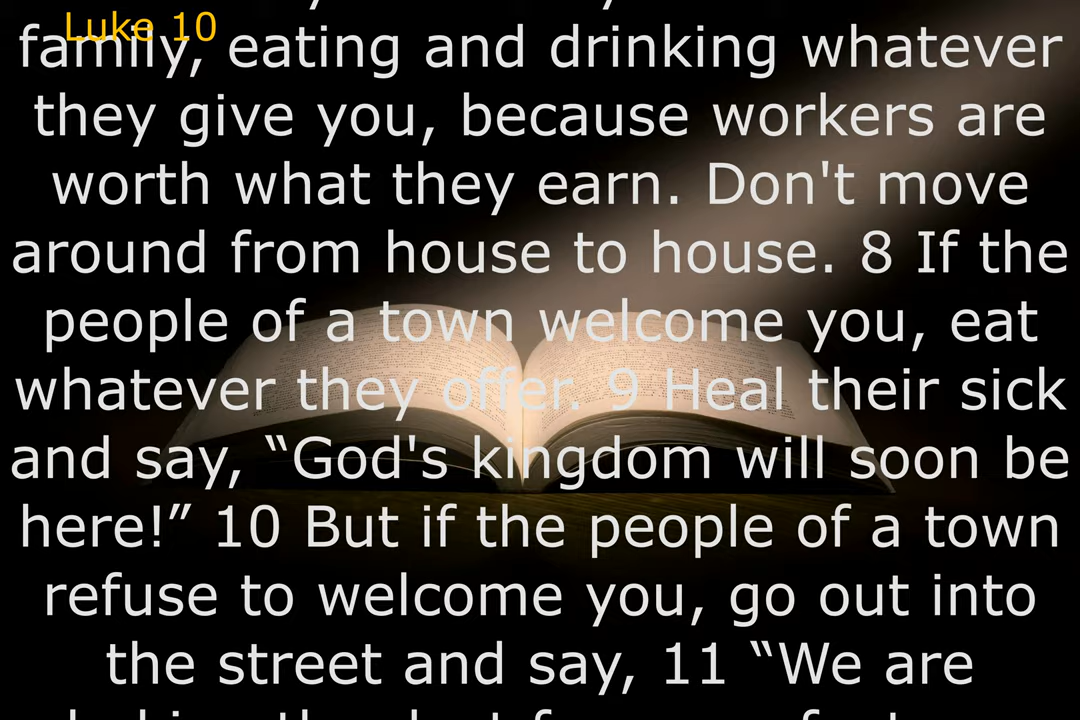 Luke 10
family, eating and drinking whatever
they give you, because workers are
worth what they earn. Don't move
around from house to house. 8 If the
people of a town welcome you, eat
whatever they offer. 9 Heal their sick
and say, “God's kingdom will soon be
here!” 10 But if the people of a town
refuse to welcome you, go out into
the street and say, 11 “We are